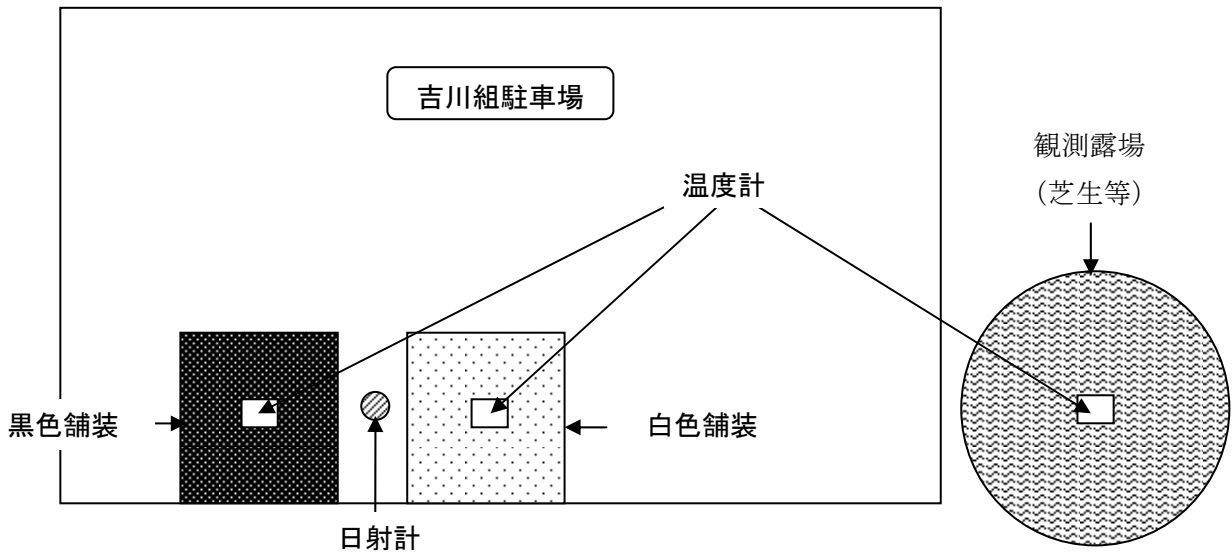 吉川組駐車場
観測露場
(芝生等)
温度計
黒色舗装
白色舗装
日射計